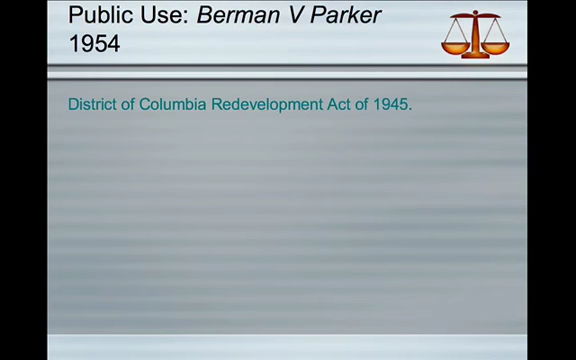 Public Use: Berman V Parker
1954
District of Columbia Redevelopment Act of 1945.